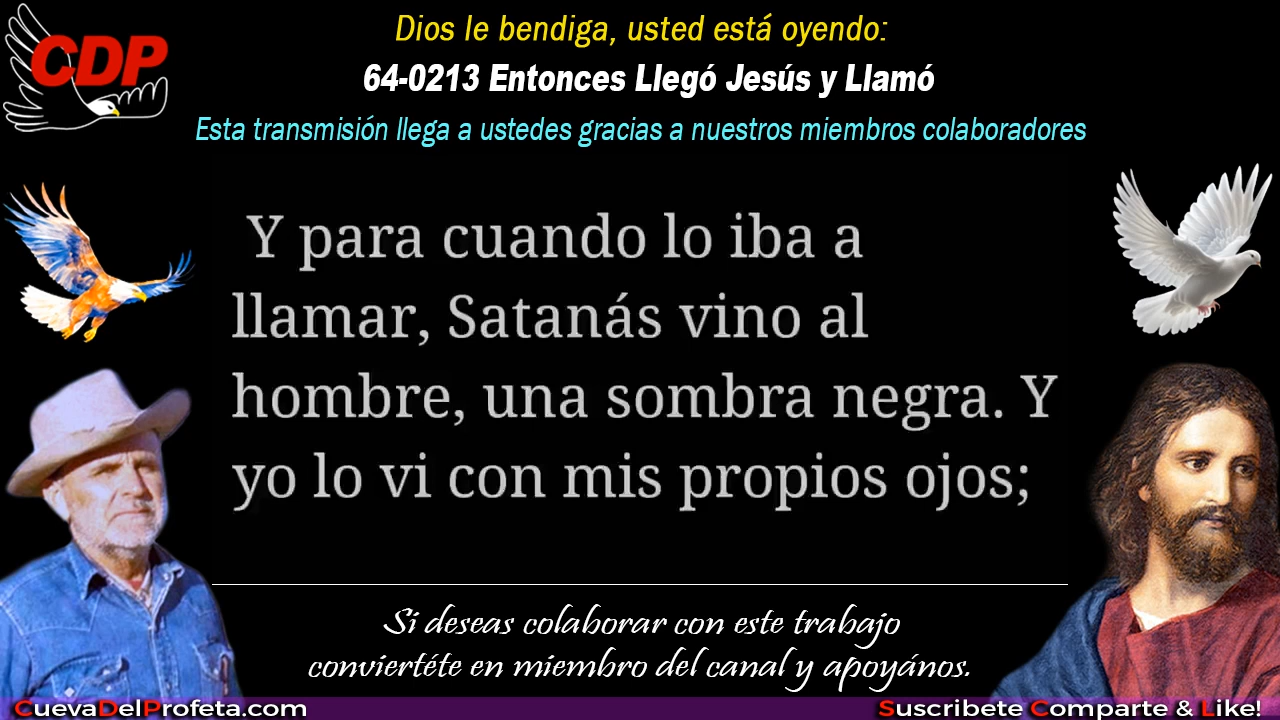 CDP
Dios le bendiga, usted está oyendo:
64-0213 Entonces Llegó Jesús y Llamó
Esta transmisión llega a ustedes gracias a nuestros miembros colaboradores
Y para cuando lo iba a
llamar, Satanás vino al
hombre, una sombra negra. Y
yo lo vi con mis propios ojos;
Si deseas colaborar con este trabajo
conviertéte en miembro del canal y apoyános.
CuevaDelProfeta.com
Suscribete Comparte & Like!